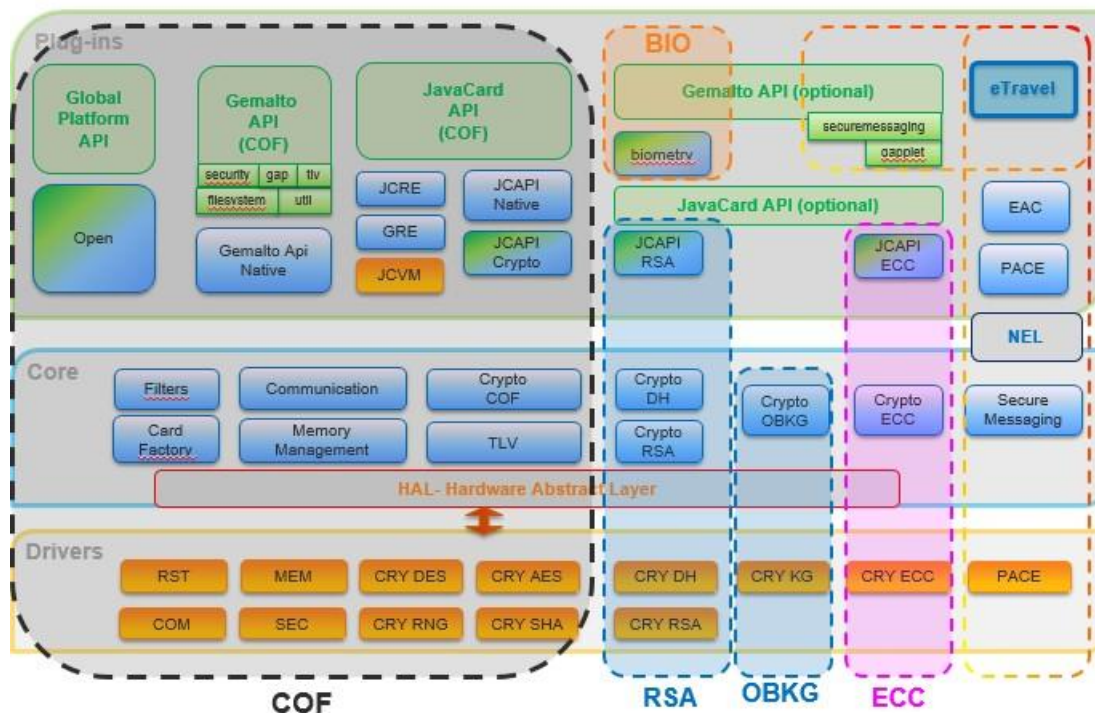 Plug-ins
BIO
Global
Platform
API
Gemalto
API
(COF)
JavaCard
API
(COF)
Gemalto API (optional)
eTravel
securemessaging
gapplet
biometry
security
gap
tlv
filesystem
util
JCRE
JCAPI
Native
JavaCard API (optional)
EAC
Open
Gemalto Api
Native
GRE
JCAPI
Crypto
JCAPI
RSA
JCAPI
ECC
PACE
JCVM
NEL
Core
Filters
Communication
Crypto
COF
Crypto
DH
Crypto
OBKG
Crypto
ECC
Secure
Messaging
Card
Factory
Memory
Management
TLV
Crypto
RSA
HAL- Hardware Abstract Layer
Drivers
RST
MEM
CRY DES
CRY AES
CRY DH
CRY KG
CRY ECC
PACE
COM
SEC
CRY RNG
CRY SHA
CRY RSA
COF
RSA
OBKG
ECC